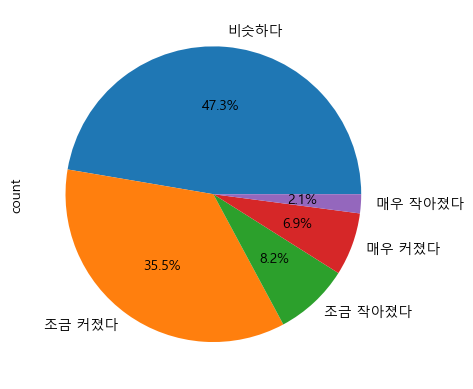 비슷하다
47.3%
count
2.1%
매우 작아졌다
6.9%
매우 커졌다
8.2%
35.5%
조금 작아졌다
조금 커졌다